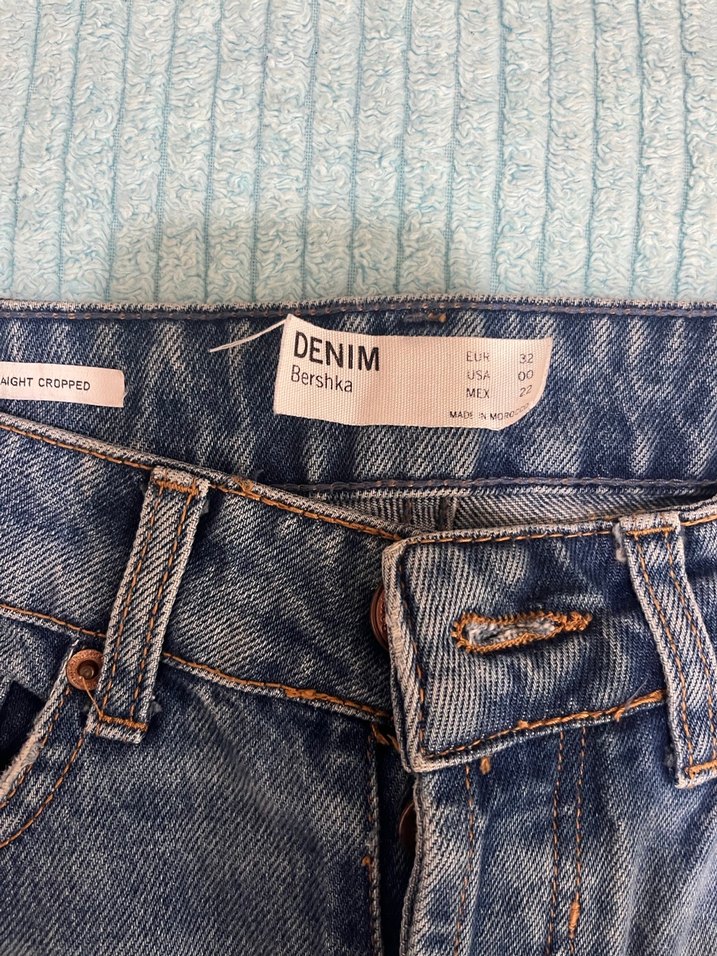 DENIM
Bershka
EUR 32
USA 00
MEX 22
MADE IN MOROCCO
AIGHT CROPPED